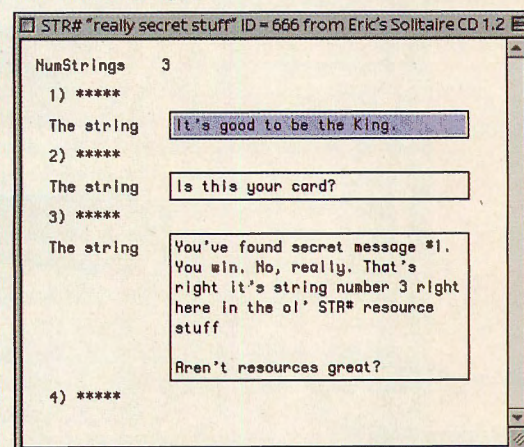 STR# "really secret stuff" ID = 666 from Eric's Solitaire CD 1.2
NumStrings 3
1) *****
The string It's good to be the King.
2) *****
The string Is this your card?
3) *****
The string You've found secret message #1.
You win. No, really. That's
right it's string number 3 right
here in the ol' STR# resource
stuff
Aren't resources great?
4) *****